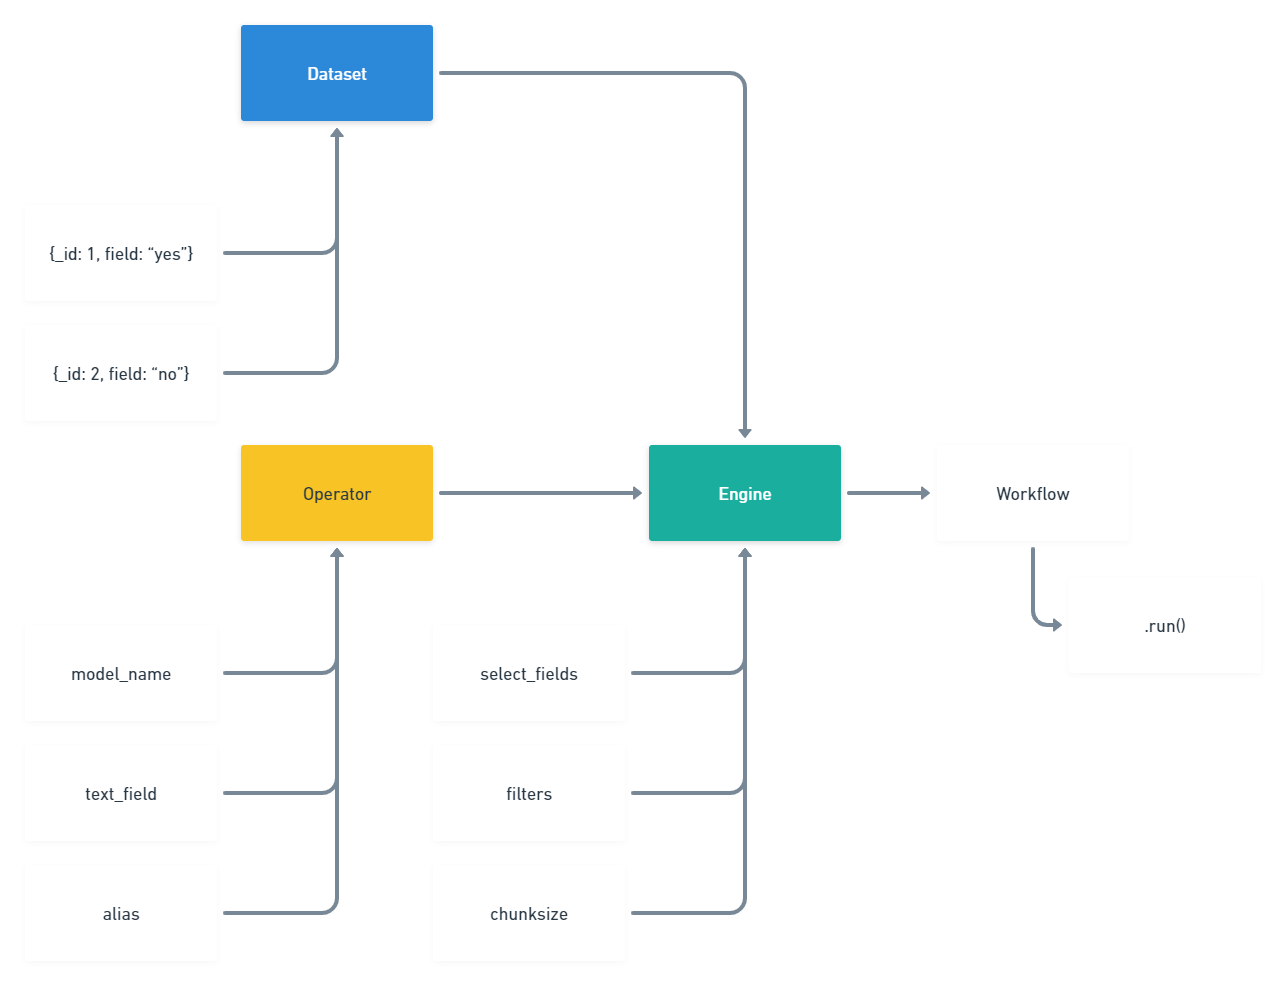 Dataset
{_id: 1, field: “yes”}
{_id: 2, field: “no”}
Operator
Engine
Workflow
.run()
model_name
select_fields
text_field
filters
alias
chunksize